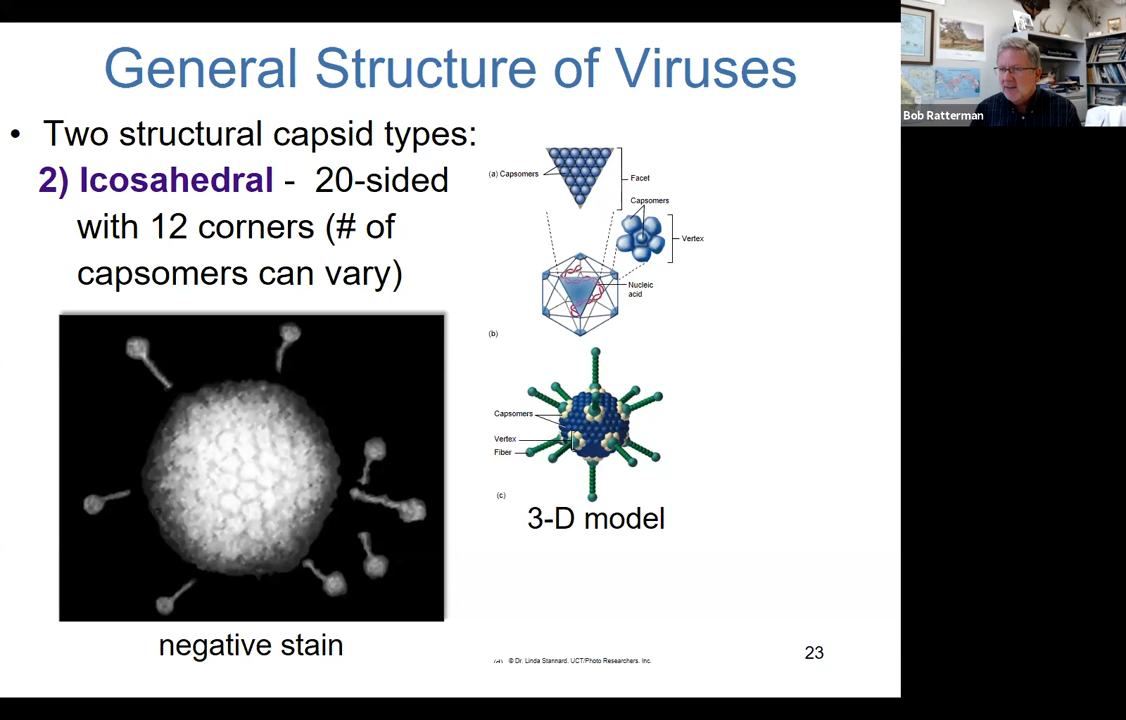 General Structure of Viruses
• Two structural capsid types:
2) Icosahedral - 20-sided
with 12 corners (# of
capsomers can vary)
(a) Capsomers
Facet
Capsomers
Vertex
Nucleic
acid
(b)
Capsomers
Vertex
Fiber
(c)
3-D model
negative stain
(d) © Dr. Linda Stannard. UCT/Photo Researchers. Inc.
23
Bob Ratterman